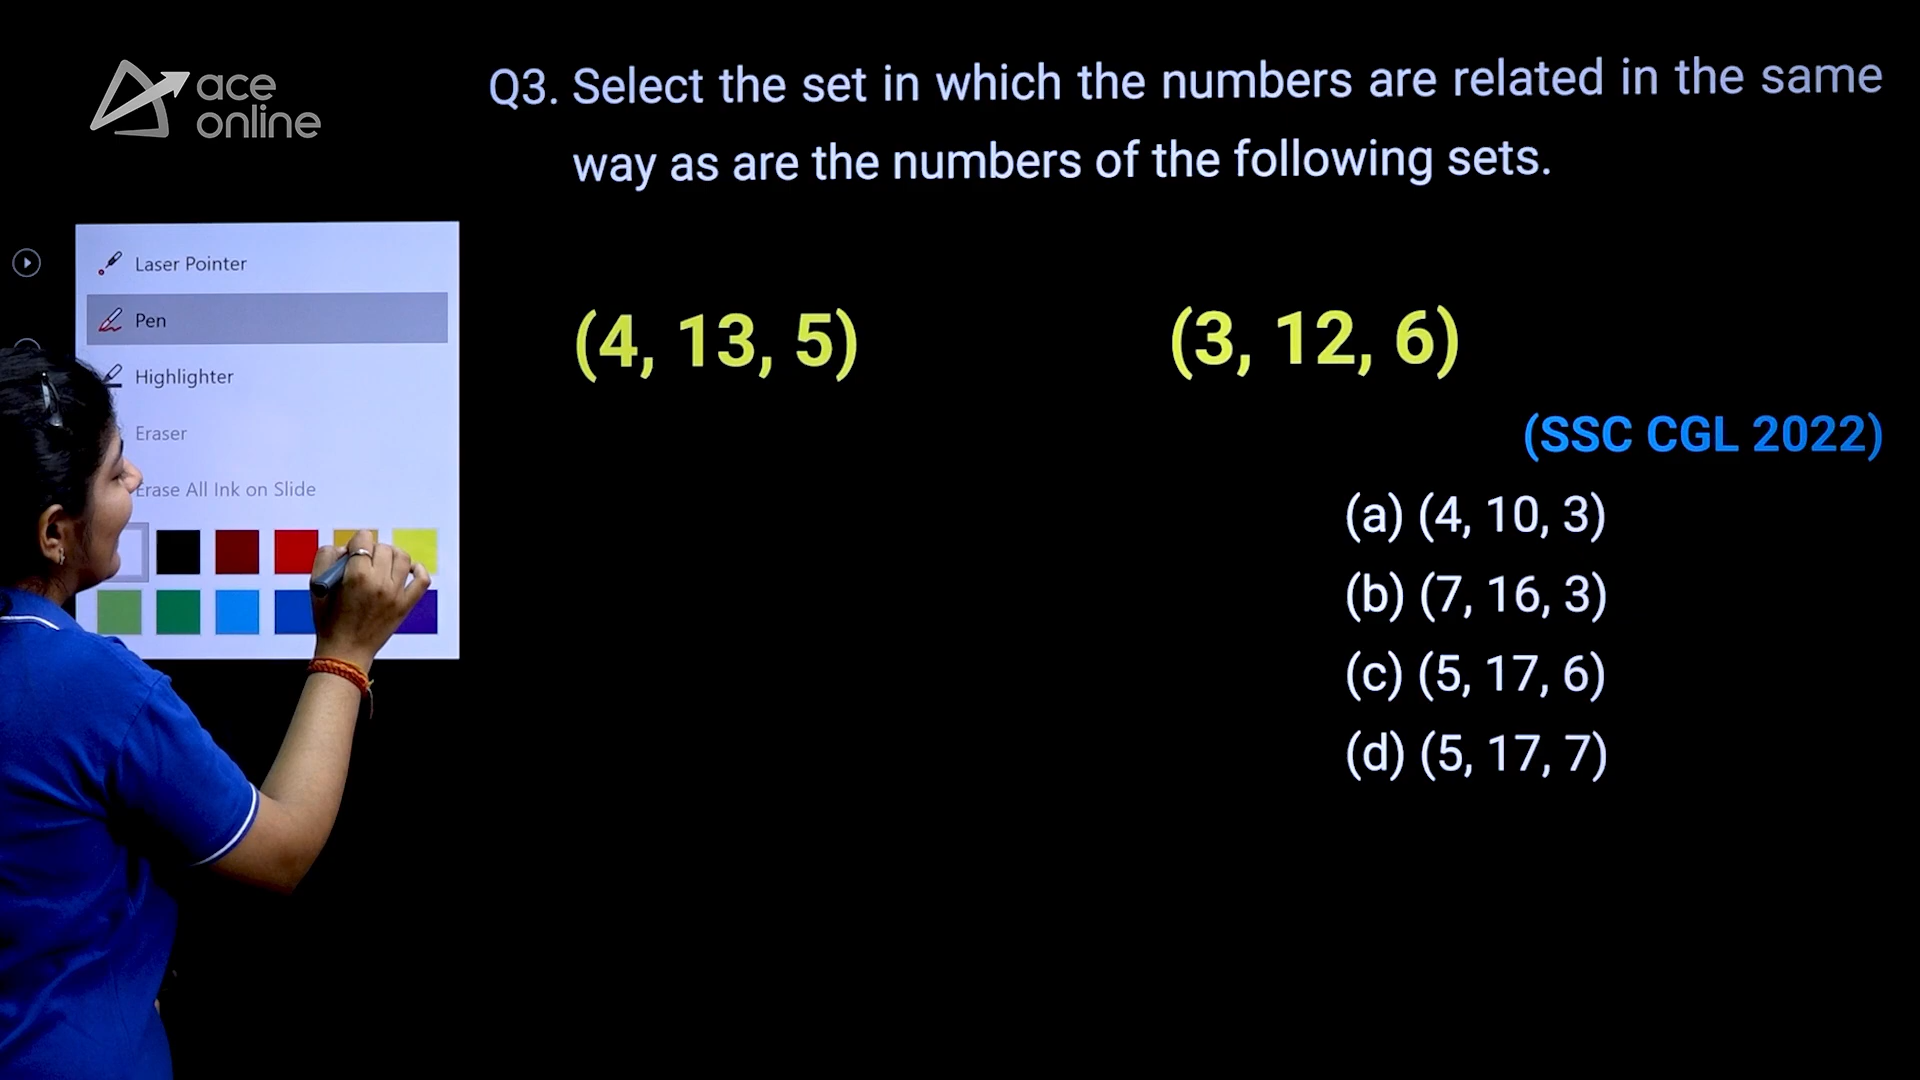 ace
online
Q3. Select the set in which the numbers are related in the same
way as are the numbers of the following sets.
Laser Pointer
Pen
Highlighter
Eraser
Erase All Ink on Slide
(4, 13, 5)
(3, 12, 6)
(SSC CGL 2022)
(a) (4, 10, 3)
(b) (7, 16, 3)
(c) (5, 17, 6)
(d) (5, 17, 7)